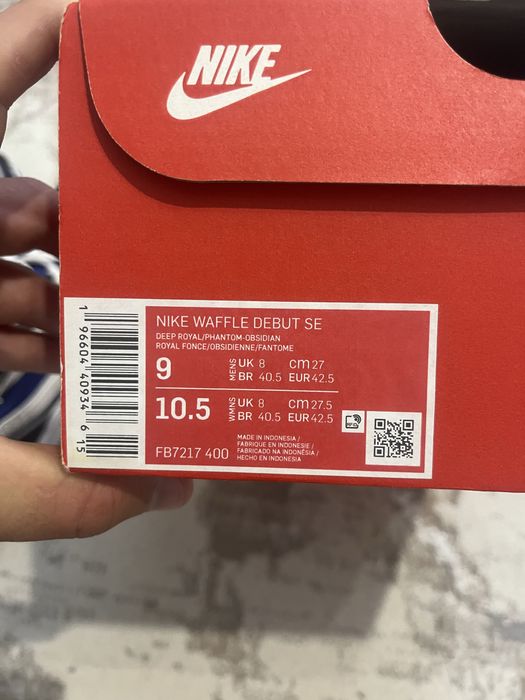 NIKE
NIKE WAFFLE DEBUT SE
DEEP ROYAL/PHANTOM-OBSIDIAN
ROYAL FONCE/OBSIDIENNE/FANTOME
9 MENS UK 8 CM 27
BR 40.5 EUR 42.5
10.5 WMNS UK 8 CM 27.5
BR 40.5 EUR 42.5
FB7217 400
MADE IN INDONESIA /
FABRIQUE EN INDONESIE /
FABRICADO NA INDONÉSIA /
HECHO EN INDONESIA
RFID
1 96604 40934 6 15